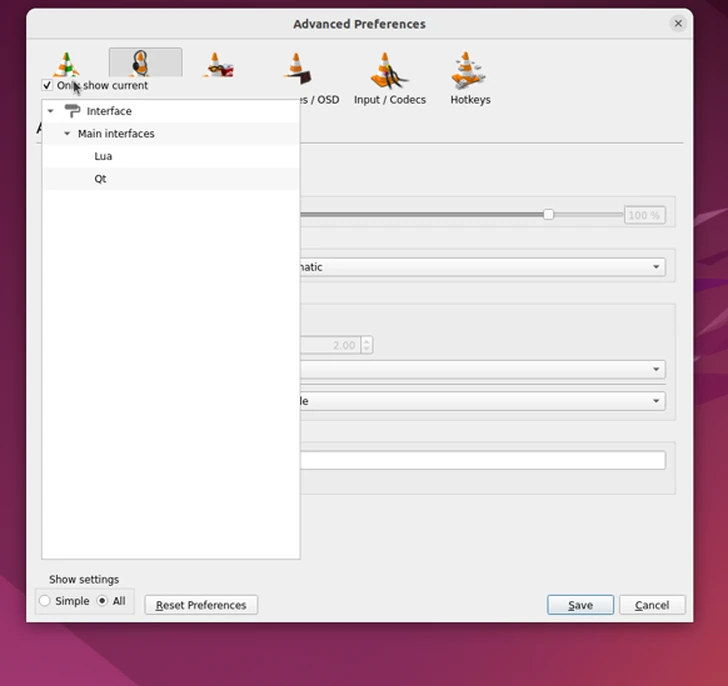 Advanced Preferences
Only show current
s / OSD
Input / Codecs
Hotkeys
Interface
Main interfaces
Lua
Qt
100 %
matic
2.00
le
Show settings
Simple
All
Reset Preferences
Save
Cancel